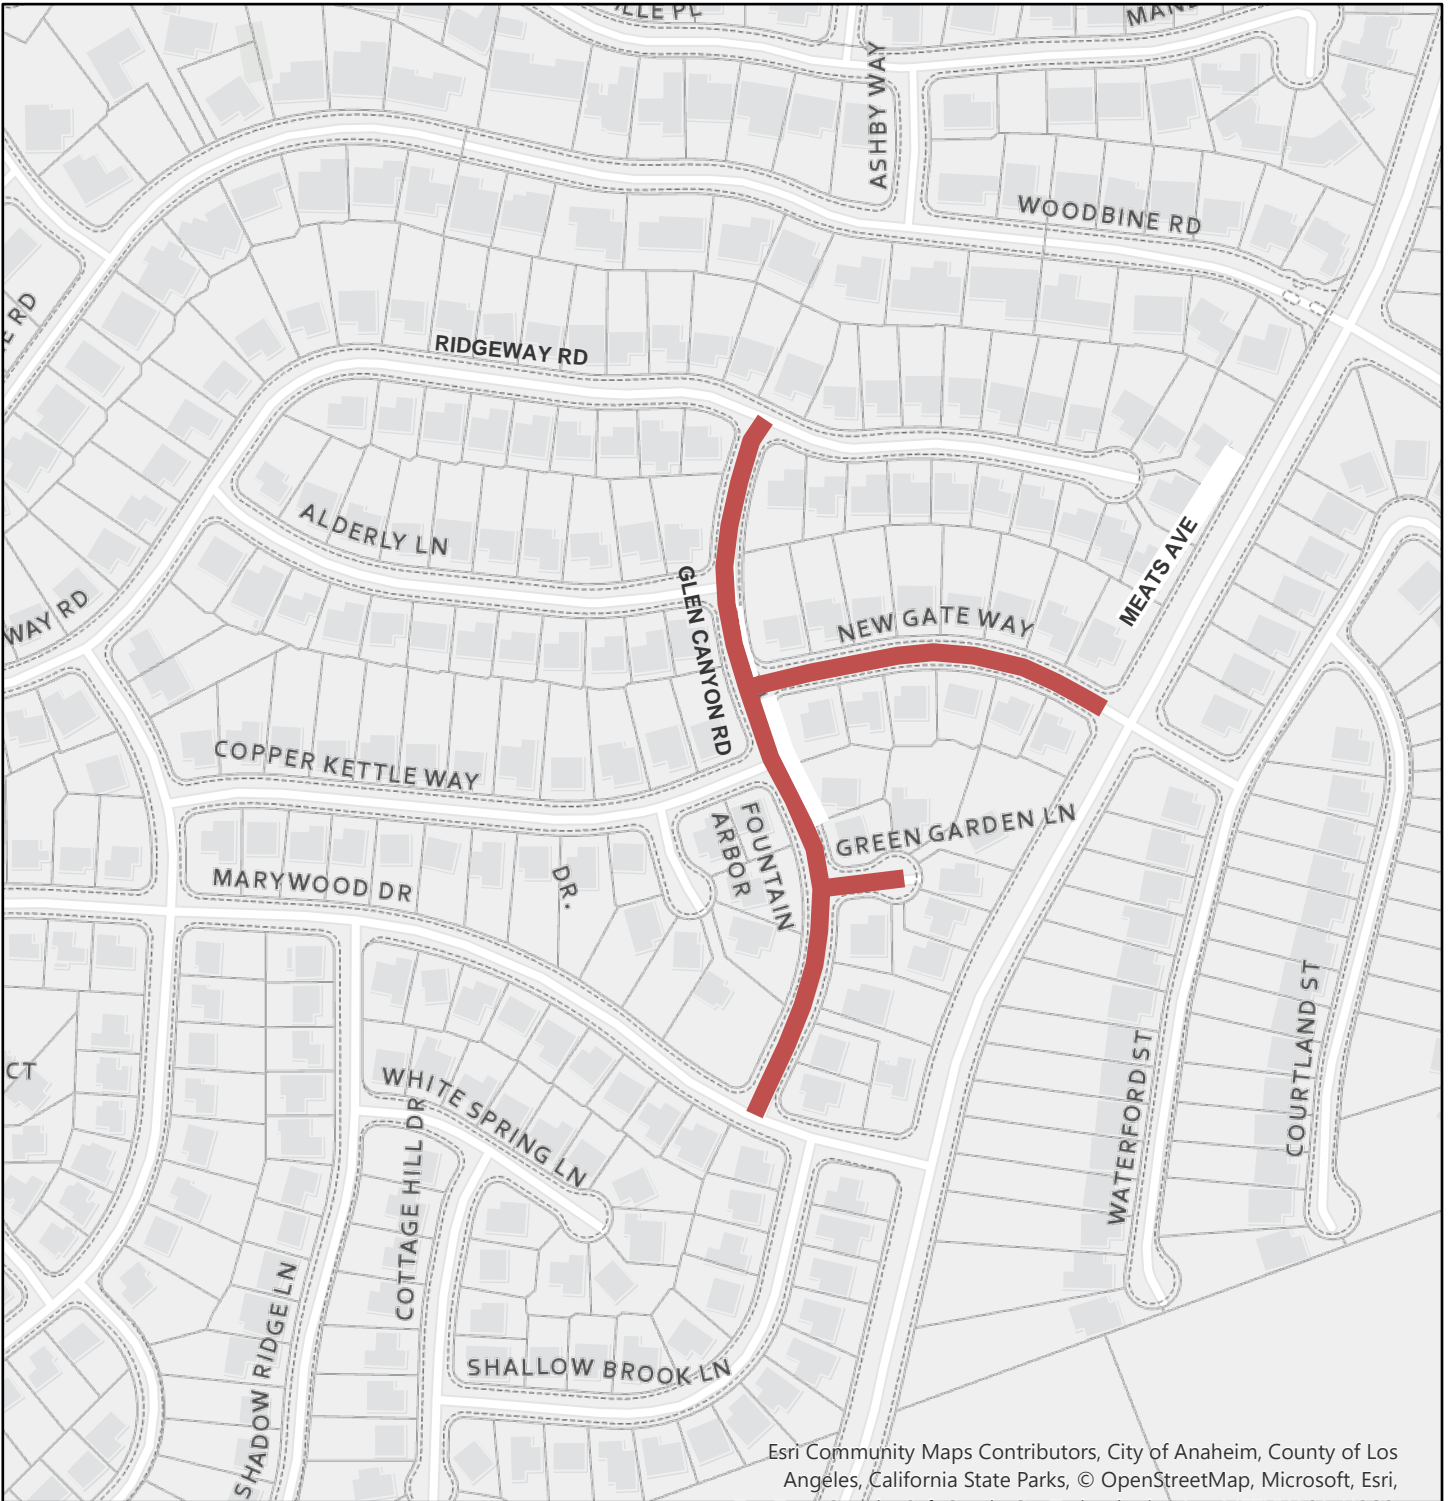 ASHBY WAY
WOODBINE RD
RIDGEWAY RD
ALDERLY LN
MEATS AVE
GLEN CANYON RD
NEW GATE WAY
WAY RD
COPPER KETTLE WAY
FOUNTAIN
ARBOR
GREEN GARDEN LN
MARYWOOD DR
DR.
WHITE SPRING LN
CT
COTTAGE HILL DR
WATERFORD ST
COURTLAND ST
SHADOW RIDGE LN
SHALLOW BROOK LN
Esri Community Maps Contributors, City of Anaheim, County of Los
Angeles, California State Parks, © OpenStreetMap, Microsoft, Esri,